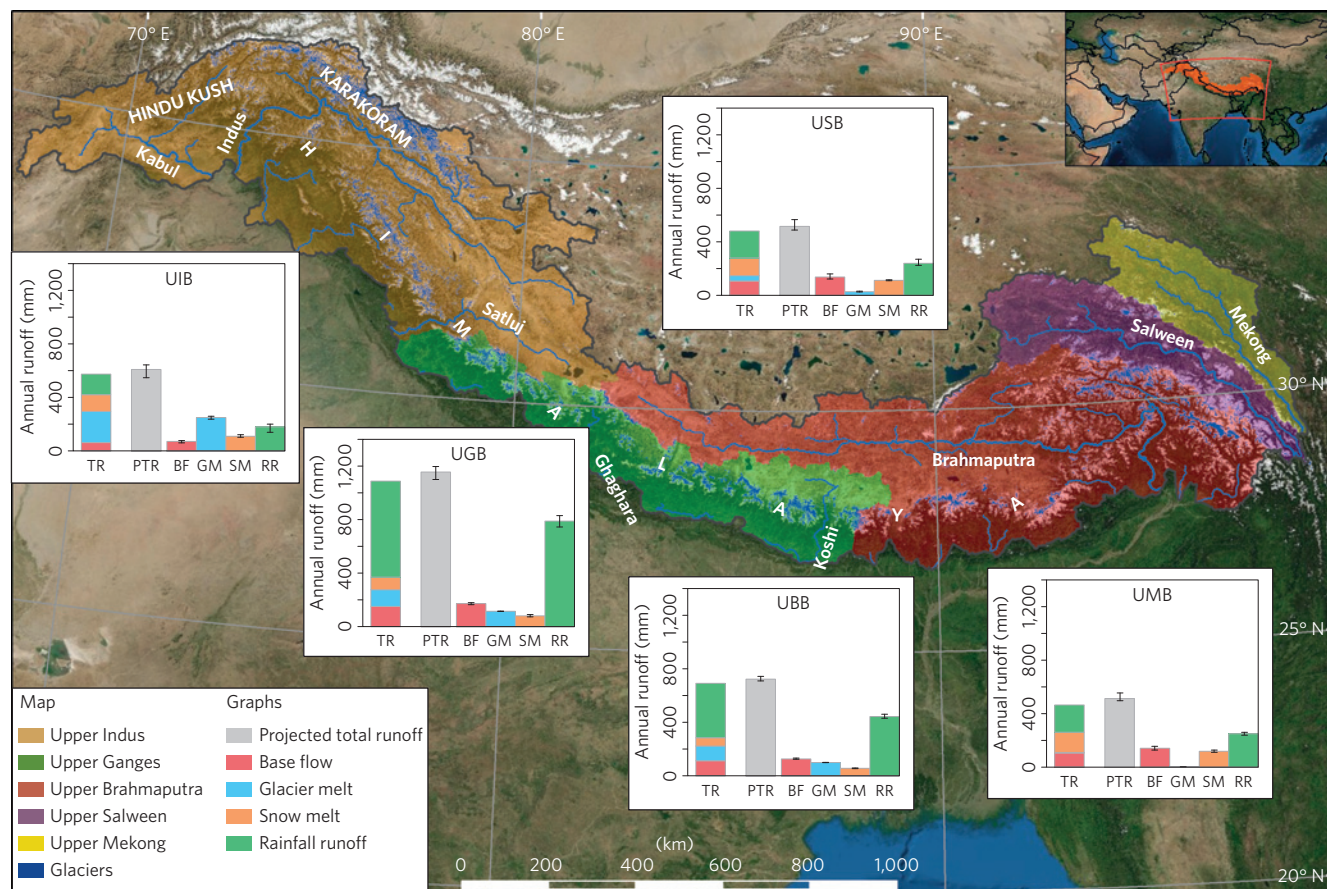 70° E
80° E
90° E
HINDU KUSH
KARAKORAM
Indus
Kabul
H
I
M
A
L
A
Y
A
Satluj
Ghaghara
Koshi
Brahmaputra
Salween
Mekong
30° N
25° N
20° N
USB
Annual runoff (mm)
1,200
800
400
0
TR PTR BF GM SM RR
UIB
Annual runoff (mm)
1,200
800
400
0
TR PTR BF GM SM RR
UGB
Annual runoff (mm)
1,200
800
400
0
TR PTR BF GM SM RR
UBB
Annual runoff (mm)
1,200
800
400
0
TR PTR BF GM SM RR
UMB
Annual runoff (mm)
1,200
800
400
0
TR PTR BF GM SM RR
Map
Upper Indus
Upper Ganges
Upper Brahmaputra
Upper Salween
Upper Mekong
Glaciers
Graphs
Projected total runoff
Base flow
Glacier melt
Snow melt
Rainfall runoff
(km)
0 200 400 600 800 1,000